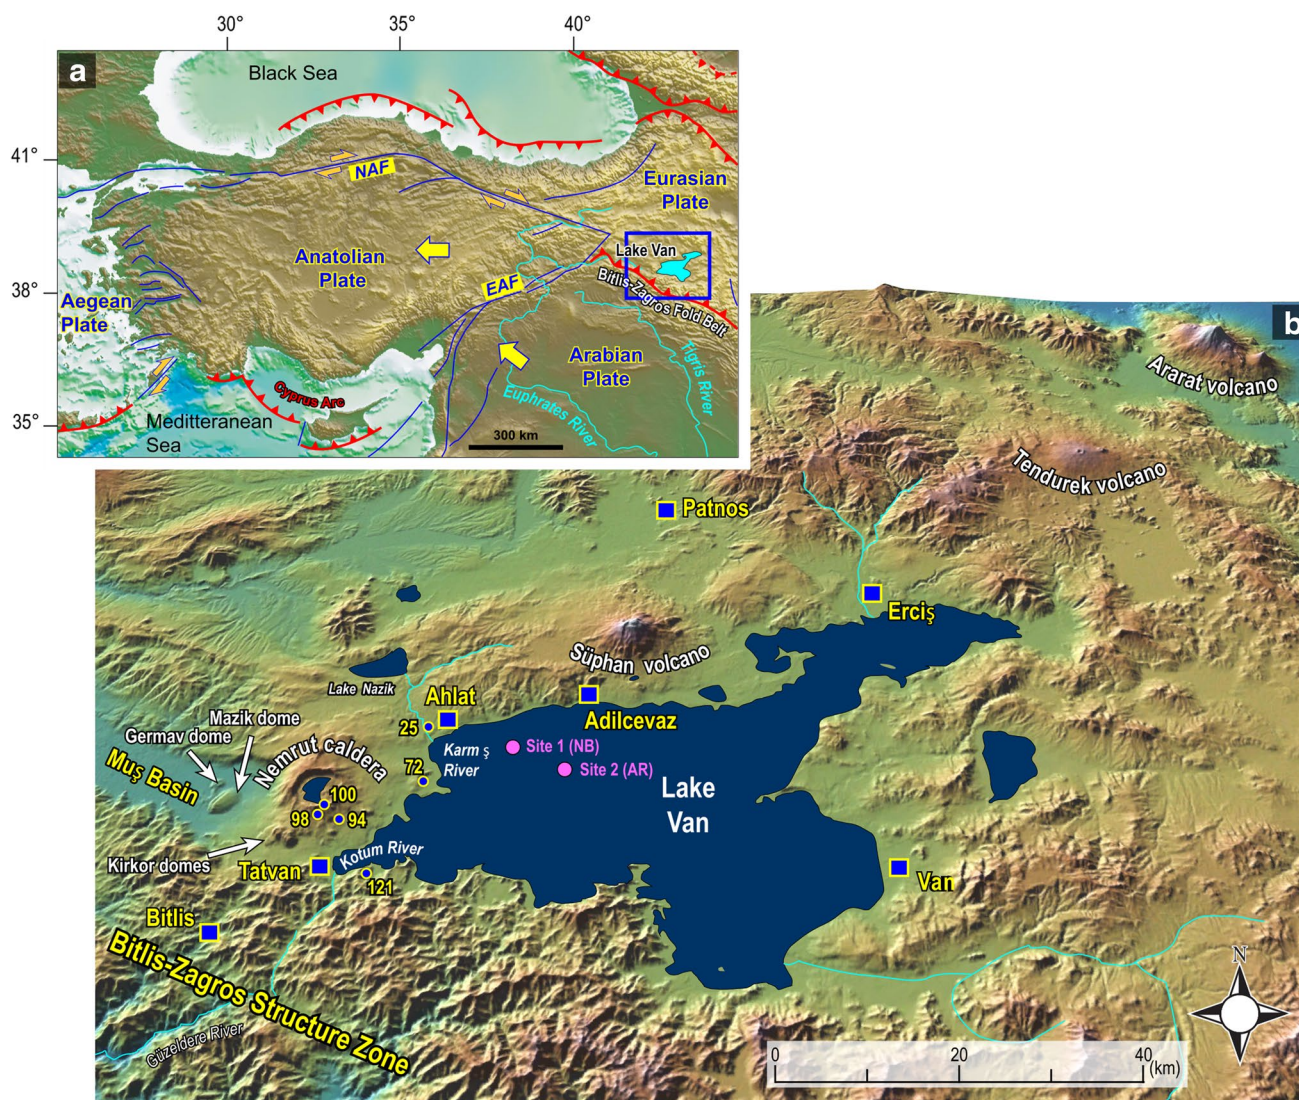 30°
35°
40°
a
Black Sea
41°
NAF
Eurasian
Plate
Anatolian
Plate
Lake Van
38°
EAF
Bitlis-Zagros Fold Belt
Aegean
Plate
Arabian
Plate
Tigris River
Cyprus Arc
Euphrates River
35°
Meditteranean
Sea
300 km
b
Ararat volcano
Tendurek volcano
Patnos
Erciş
Süphan volcano
Lake Nazik
Ahlat
Adilcevaz
25
Mazik dome
Germav dome
Nemrut caldera
Karm ş
River
Site 1 (NB)
Site 2 (AR)
72
Muş Basin
100
98
94
Lake
Van
Kirkor domes
Tatvan
Kotum River
121
Van
Bitlis
Bitlis-Zagros Structure Zone
Güzeldere River
N
0
20
40
(km)